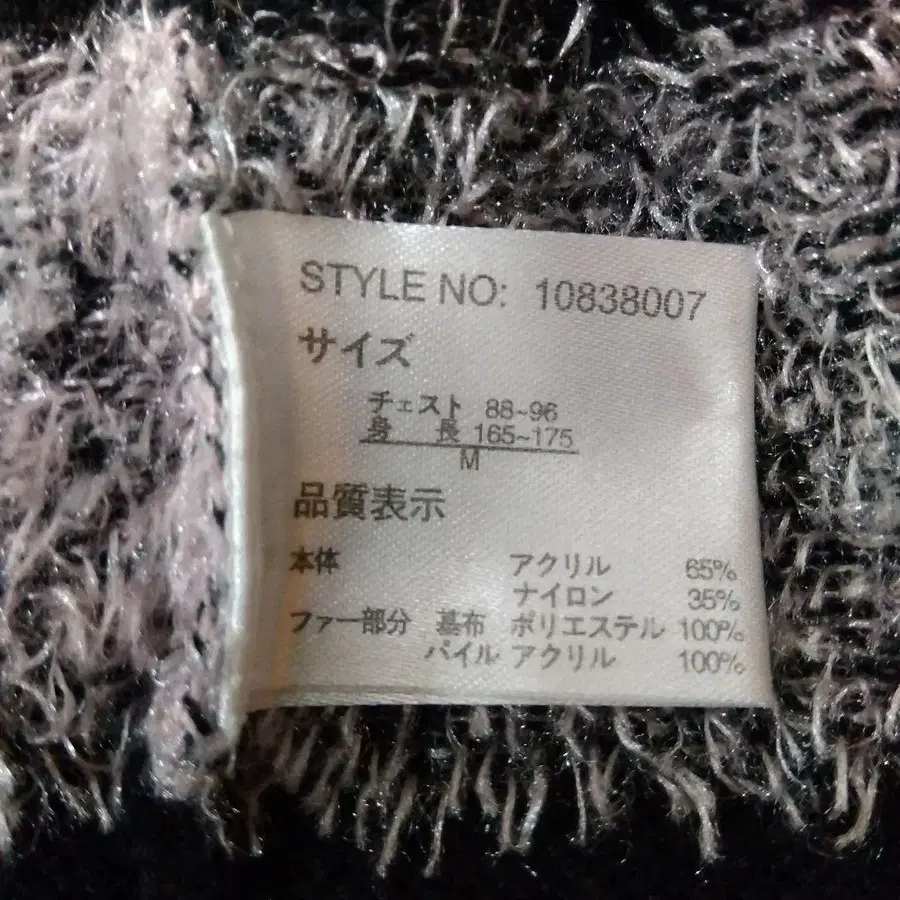 STYLE NO: 10838007
サイズ
チェスト 88~96
身 長 165~175
M
品質表示
本体 アクリル 65%
ナイロン 35%
ファー部分 基布 ポリエステル 100%
パイル アクリル 100%